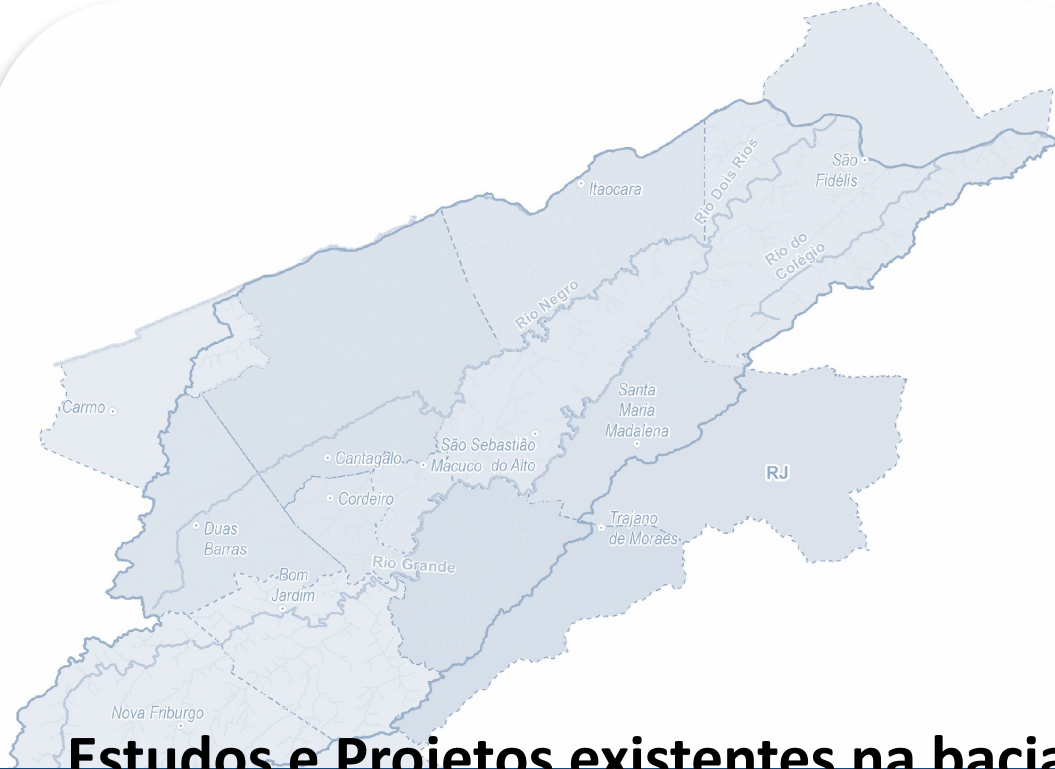 São
Fidélis
Rio Dois Rios
Itaocara
Rio do
Colégio
Rio Negro
Santa
Maria
Madalena
Carmo
São Sebastião
do Alto
Macuco
Cantagalo
RJ
Cordeiro
Trajano
de Moraes
Duas
Barras
Rio Grande
Bom
Jardim
Nova Friburgo
Estudos e Projetos existentes na bacia